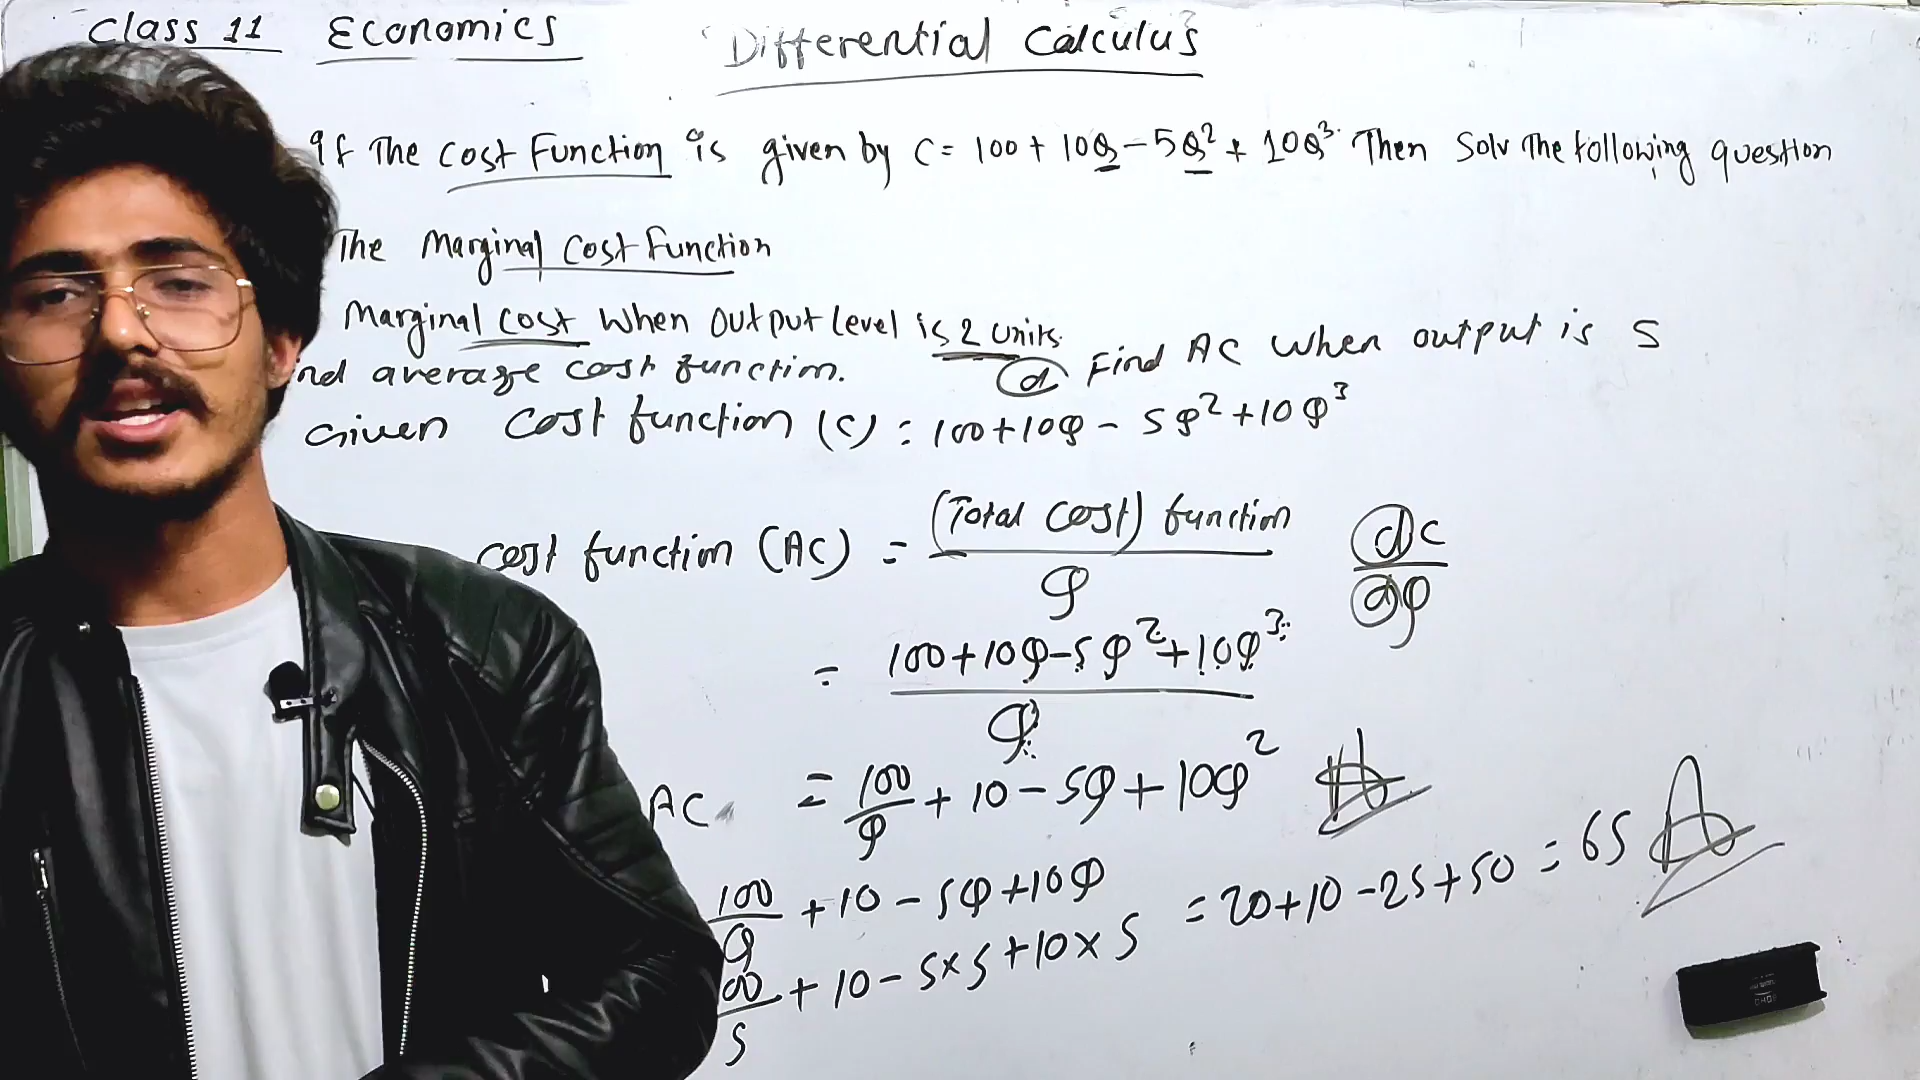 Class 11 Economics Differential Calculus
If The Cost Function is given by C = 100 + 10Q - 5Q² + 10Q³. Then Solv The following question
The Marginal Cost Function
Marginal Cost When Output Level is 2 Units.
nd average cost function. (d) Find AC when output is 5
Given Cost function (C) : 100+10Q - 5Q²+10Q³
cost function (AC) = (Total Cost) function / Q dC/dQ
= 100+10Q-5Q²+10Q³ / Q
AC = 100/Q + 10 - 5Q + 10Q²
100/Q + 10 - 5Q + 10Q
00/5 + 10 - 5×5 + 10×5 = 20+10-25+50 = 65